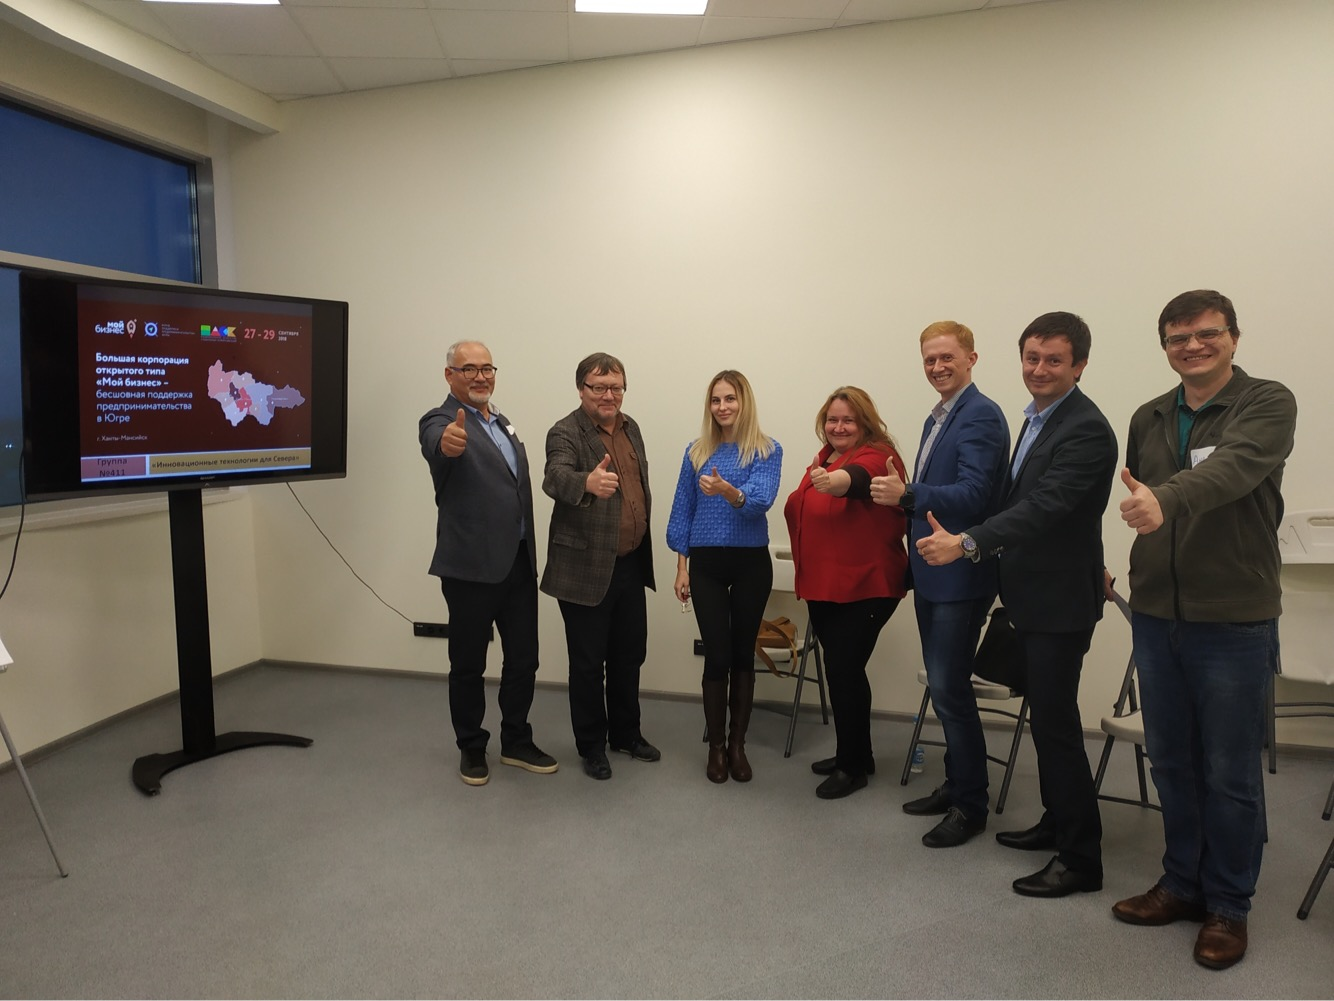 мой
бизнес
27 - 29
СЕНТЯБРЯ
Большая корпорация
открытого типа
«Мой бизнес» –
бесшовная поддержка
предпринимательства
в Югре
г. Ханты-Мансийск
Группа
№411
«Инновационные технологии для Севера»